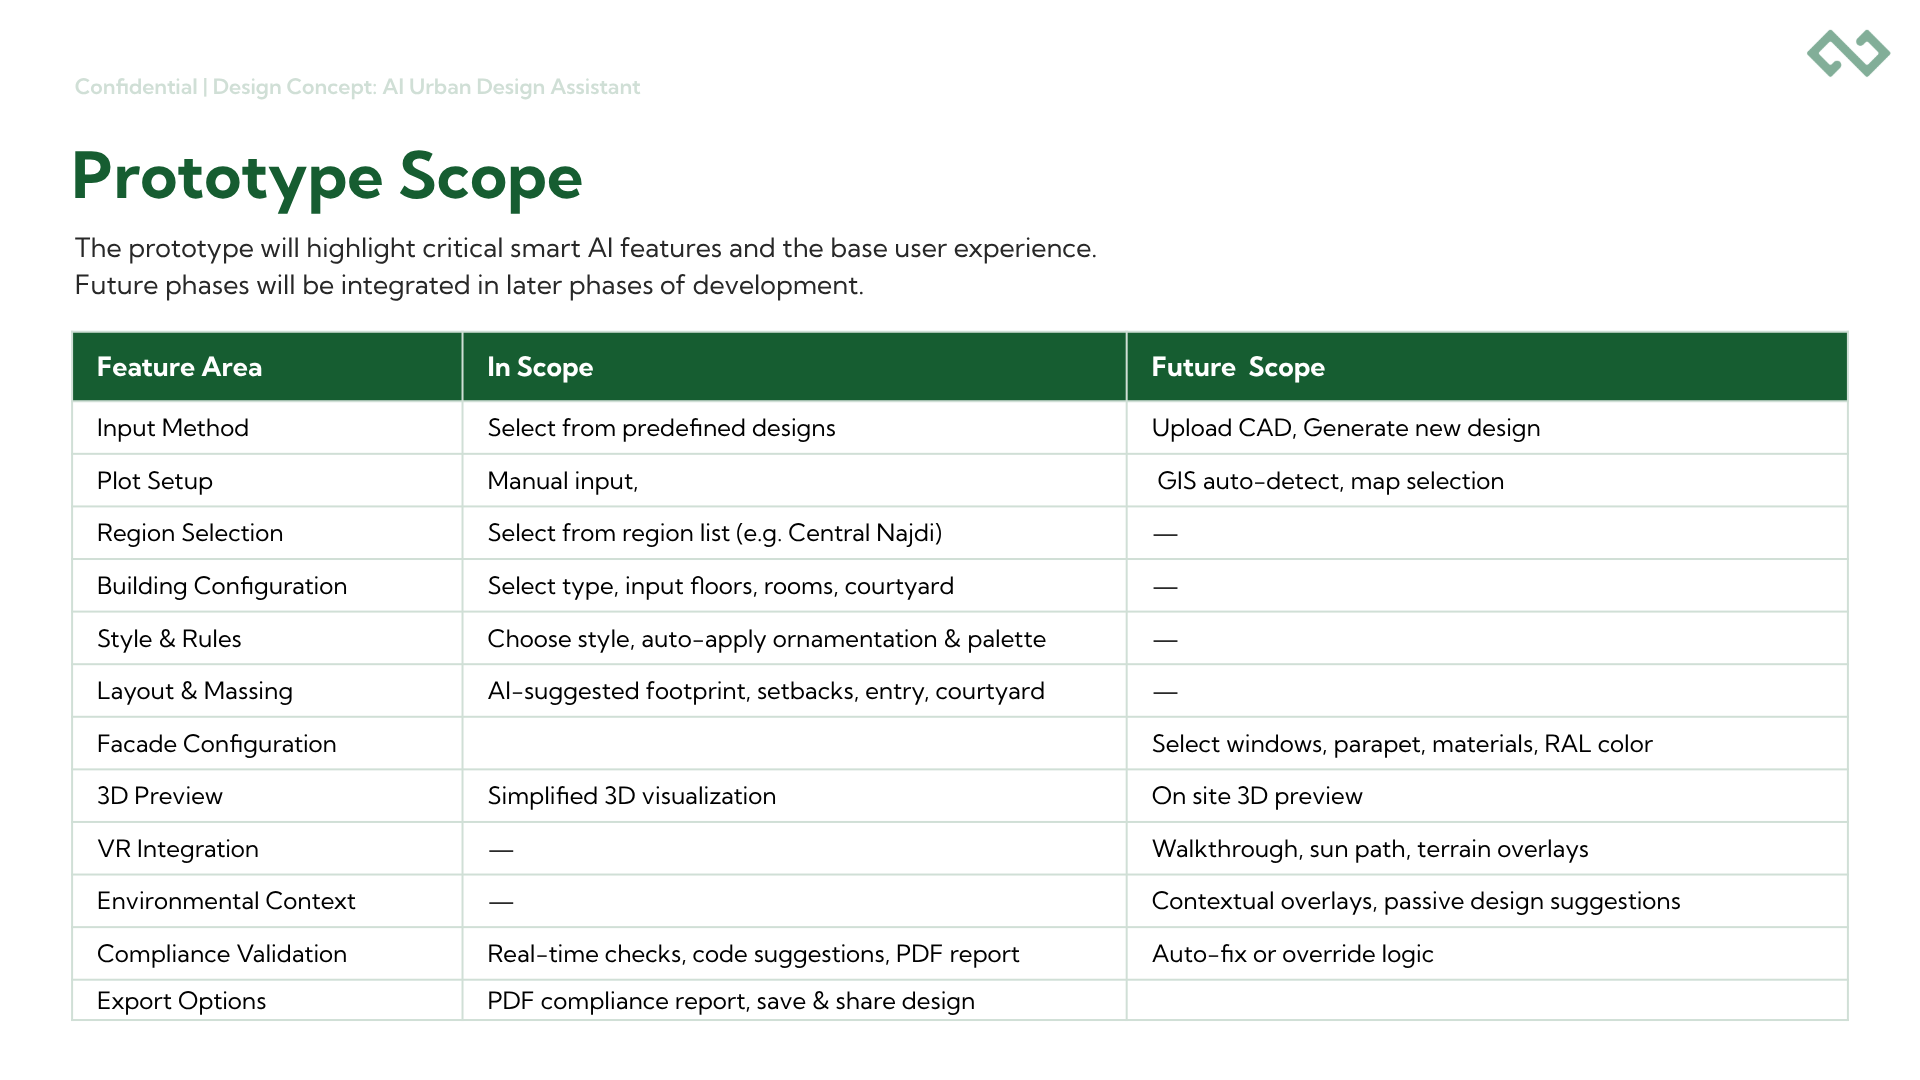 Confidential | Design Concept: AI Urban Design Assistant
Prototype Scope
The prototype will highlight critical smart AI features and the base user experience.
Future phases will be integrated in later phases of development.
Feature Area In Scope Future  Scope
Input Method Select from predefined designs Upload CAD, Generate new design
Plot Setup Manual input, GIS auto-detect, map selection
Region Selection Select from region list (e.g. Central Najdi) —
Building Configuration Select type, input floors, rooms, courtyard —
Style & Rules Choose style, auto-apply ornamentation & palette —
Layout & Massing AI-suggested footprint, setbacks, entry, courtyard —
Facade Configuration Select windows, parapet, materials, RAL color
3D Preview Simplified 3D visualization On site 3D preview
VR Integration — Walkthrough, sun path, terrain overlays
Environmental Context — Contextual overlays, passive design suggestions
Compliance Validation Real-time checks, code suggestions, PDF report Auto-fix or override logic
Export Options PDF compliance report, save & share design